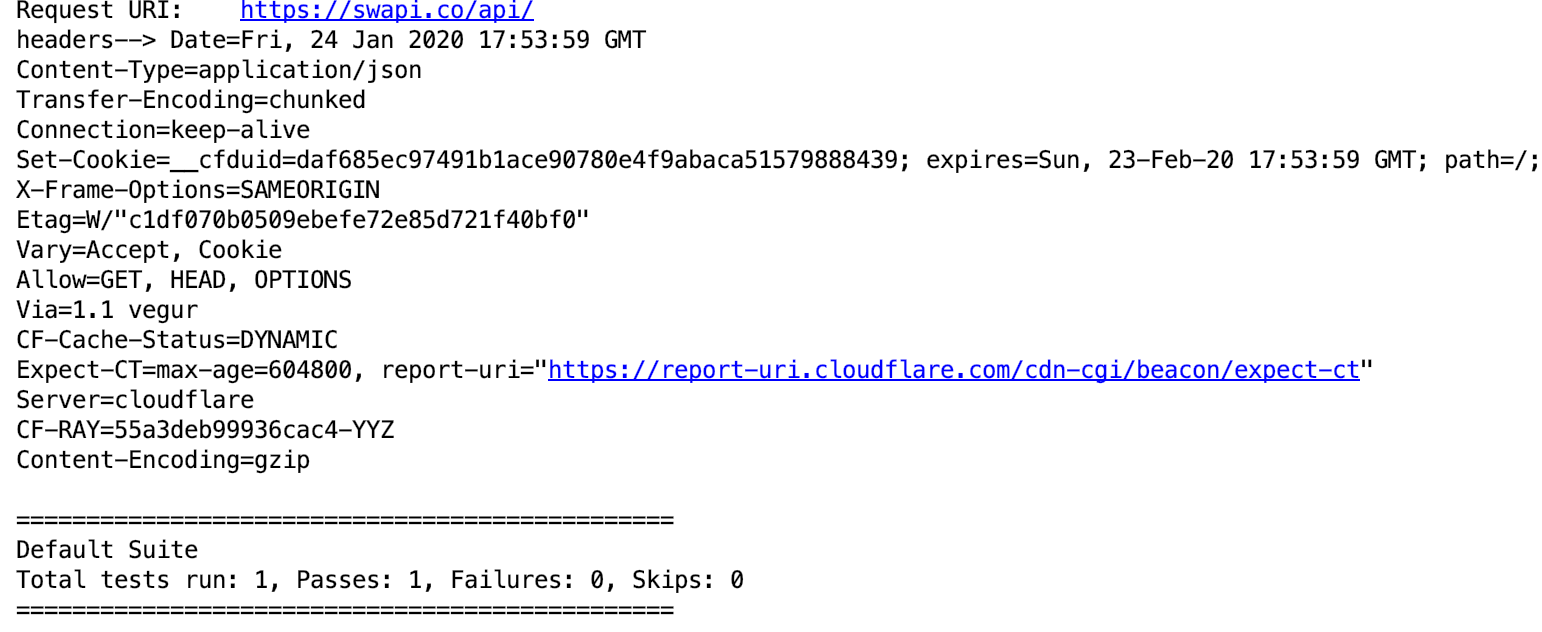 Request URI:    https://swapi.co/api/
headers--> Date=Fri, 24 Jan 2020 17:53:59 GMT
Content-Type=application/json
Transfer-Encoding=chunked
Connection=keep-alive
Set-Cookie=__cfduid=daf685ec97491b1ace90780e4f9abaca51579888439; expires=Sun, 23-Feb-20 17:53:59 GMT; path=/;
X-Frame-Options=SAMEORIGIN
Etag=W/"c1df070b0509ebefe72e85d721f40bf0"
Vary=Accept, Cookie
Allow=GET, HEAD, OPTIONS
Via=1.1 vegur
CF-Cache-Status=DYNAMIC
Expect-CT=max-age=604800, report-uri="https://report-uri.cloudflare.com/cdn-cgi/beacon/expect-ct"
Server=cloudflare
CF-RAY=55a3deb99936cac4-YYZ
Content-Encoding=gzip
===============================================
Default Suite
Total tests run: 1, Passes: 1, Failures: 0, Skips: 0
===============================================